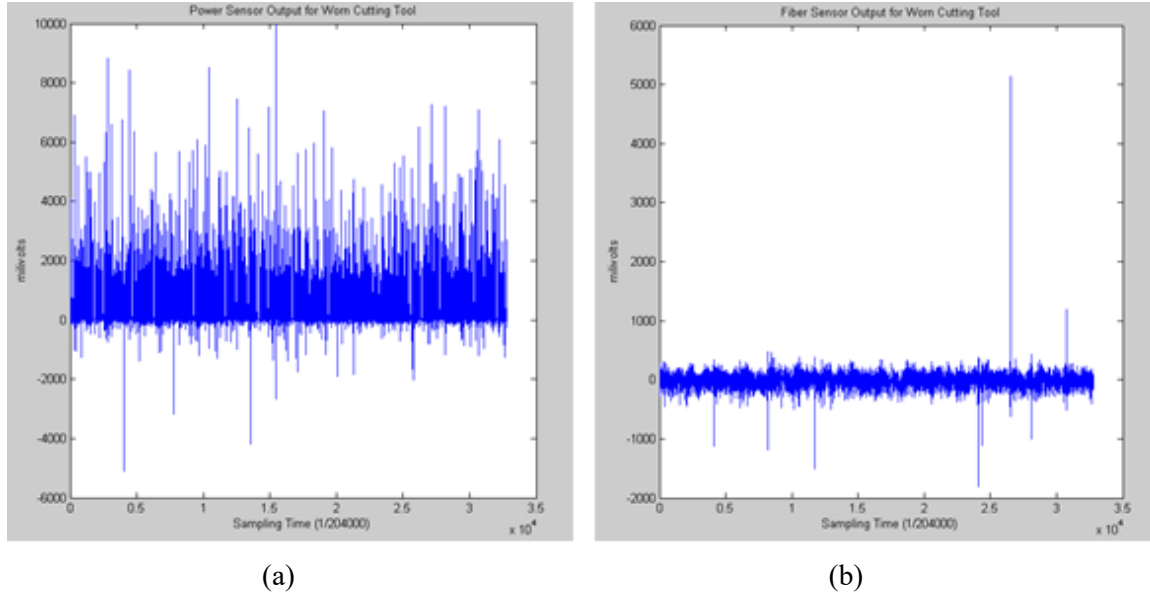 Power Sensor Output for Worn Cutting Tool
10000
8000
6000
4000
2000
0
-2000
-4000
-6000
milivolts
0 0.5 1 1.5 2 2.5 3 3.5
Sampling Time (1/204000)
x 10^4
(a)
Fiber Sensor Output for Worn Cutting Tool
6000
5000
4000
3000
2000
1000
0
-1000
-2000
milivolts
0 0.5 1 1.5 2 2.5 3 3.5
Sampling Time (1/204000)
x 10^4
(b)